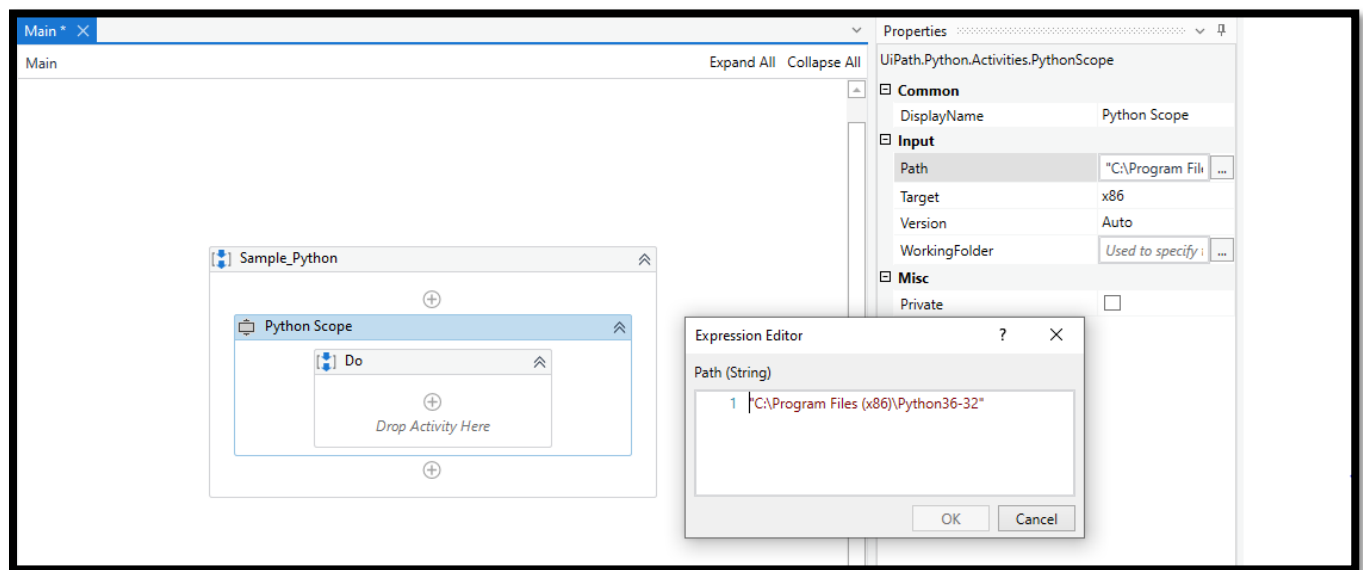 Main *
Main
Expand All Collapse All
Sample_Python
Python Scope
Do
Drop Activity Here
Properties
UiPath.Python.Activities.PythonScope
Common
DisplayName Python Scope
Input
Path "C:\Program Fil ...
Target x86
Version Auto
WorkingFolder Used to specify ...
Misc
Private
Expression Editor ?
Path (String)
1 "C:\Program Files (x86)\Python36-32"
OK Cancel